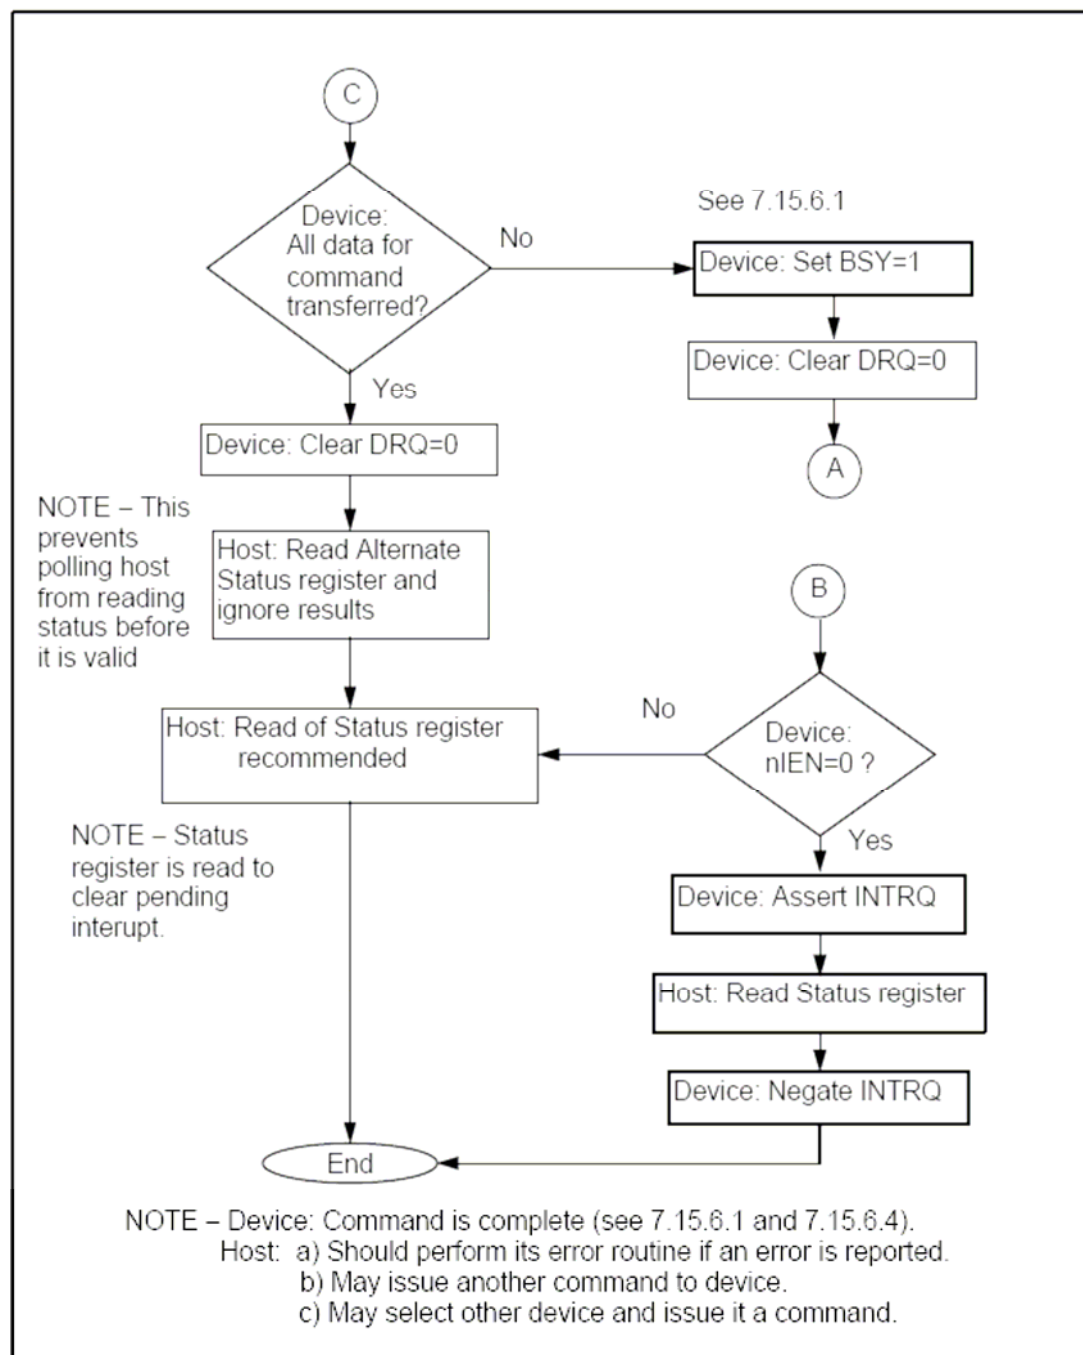 C
Device:
All data for
command
transferred?
No
Yes
See 7.15.6.1
Device: Set BSY=1
Device: Clear DRQ=0
A
Device: Clear DRQ=0
NOTE – This
prevents
polling host
from reading
status before
it is valid
Host: Read Alternate
Status register and
ignore results
B
Device:
nIEN=0 ?
No
Yes
Host: Read of Status register
recommended
NOTE – Status
register is read to
clear pending
interupt.
Device: Assert INTRQ
Host: Read Status register
Device: Negate INTRQ
End
NOTE – Device: Command is complete (see 7.15.6.1 and 7.15.6.4).
Host: a) Should perform its error routine if an error is reported.
b) May issue another command to device.
c) May select other device and issue it a command.